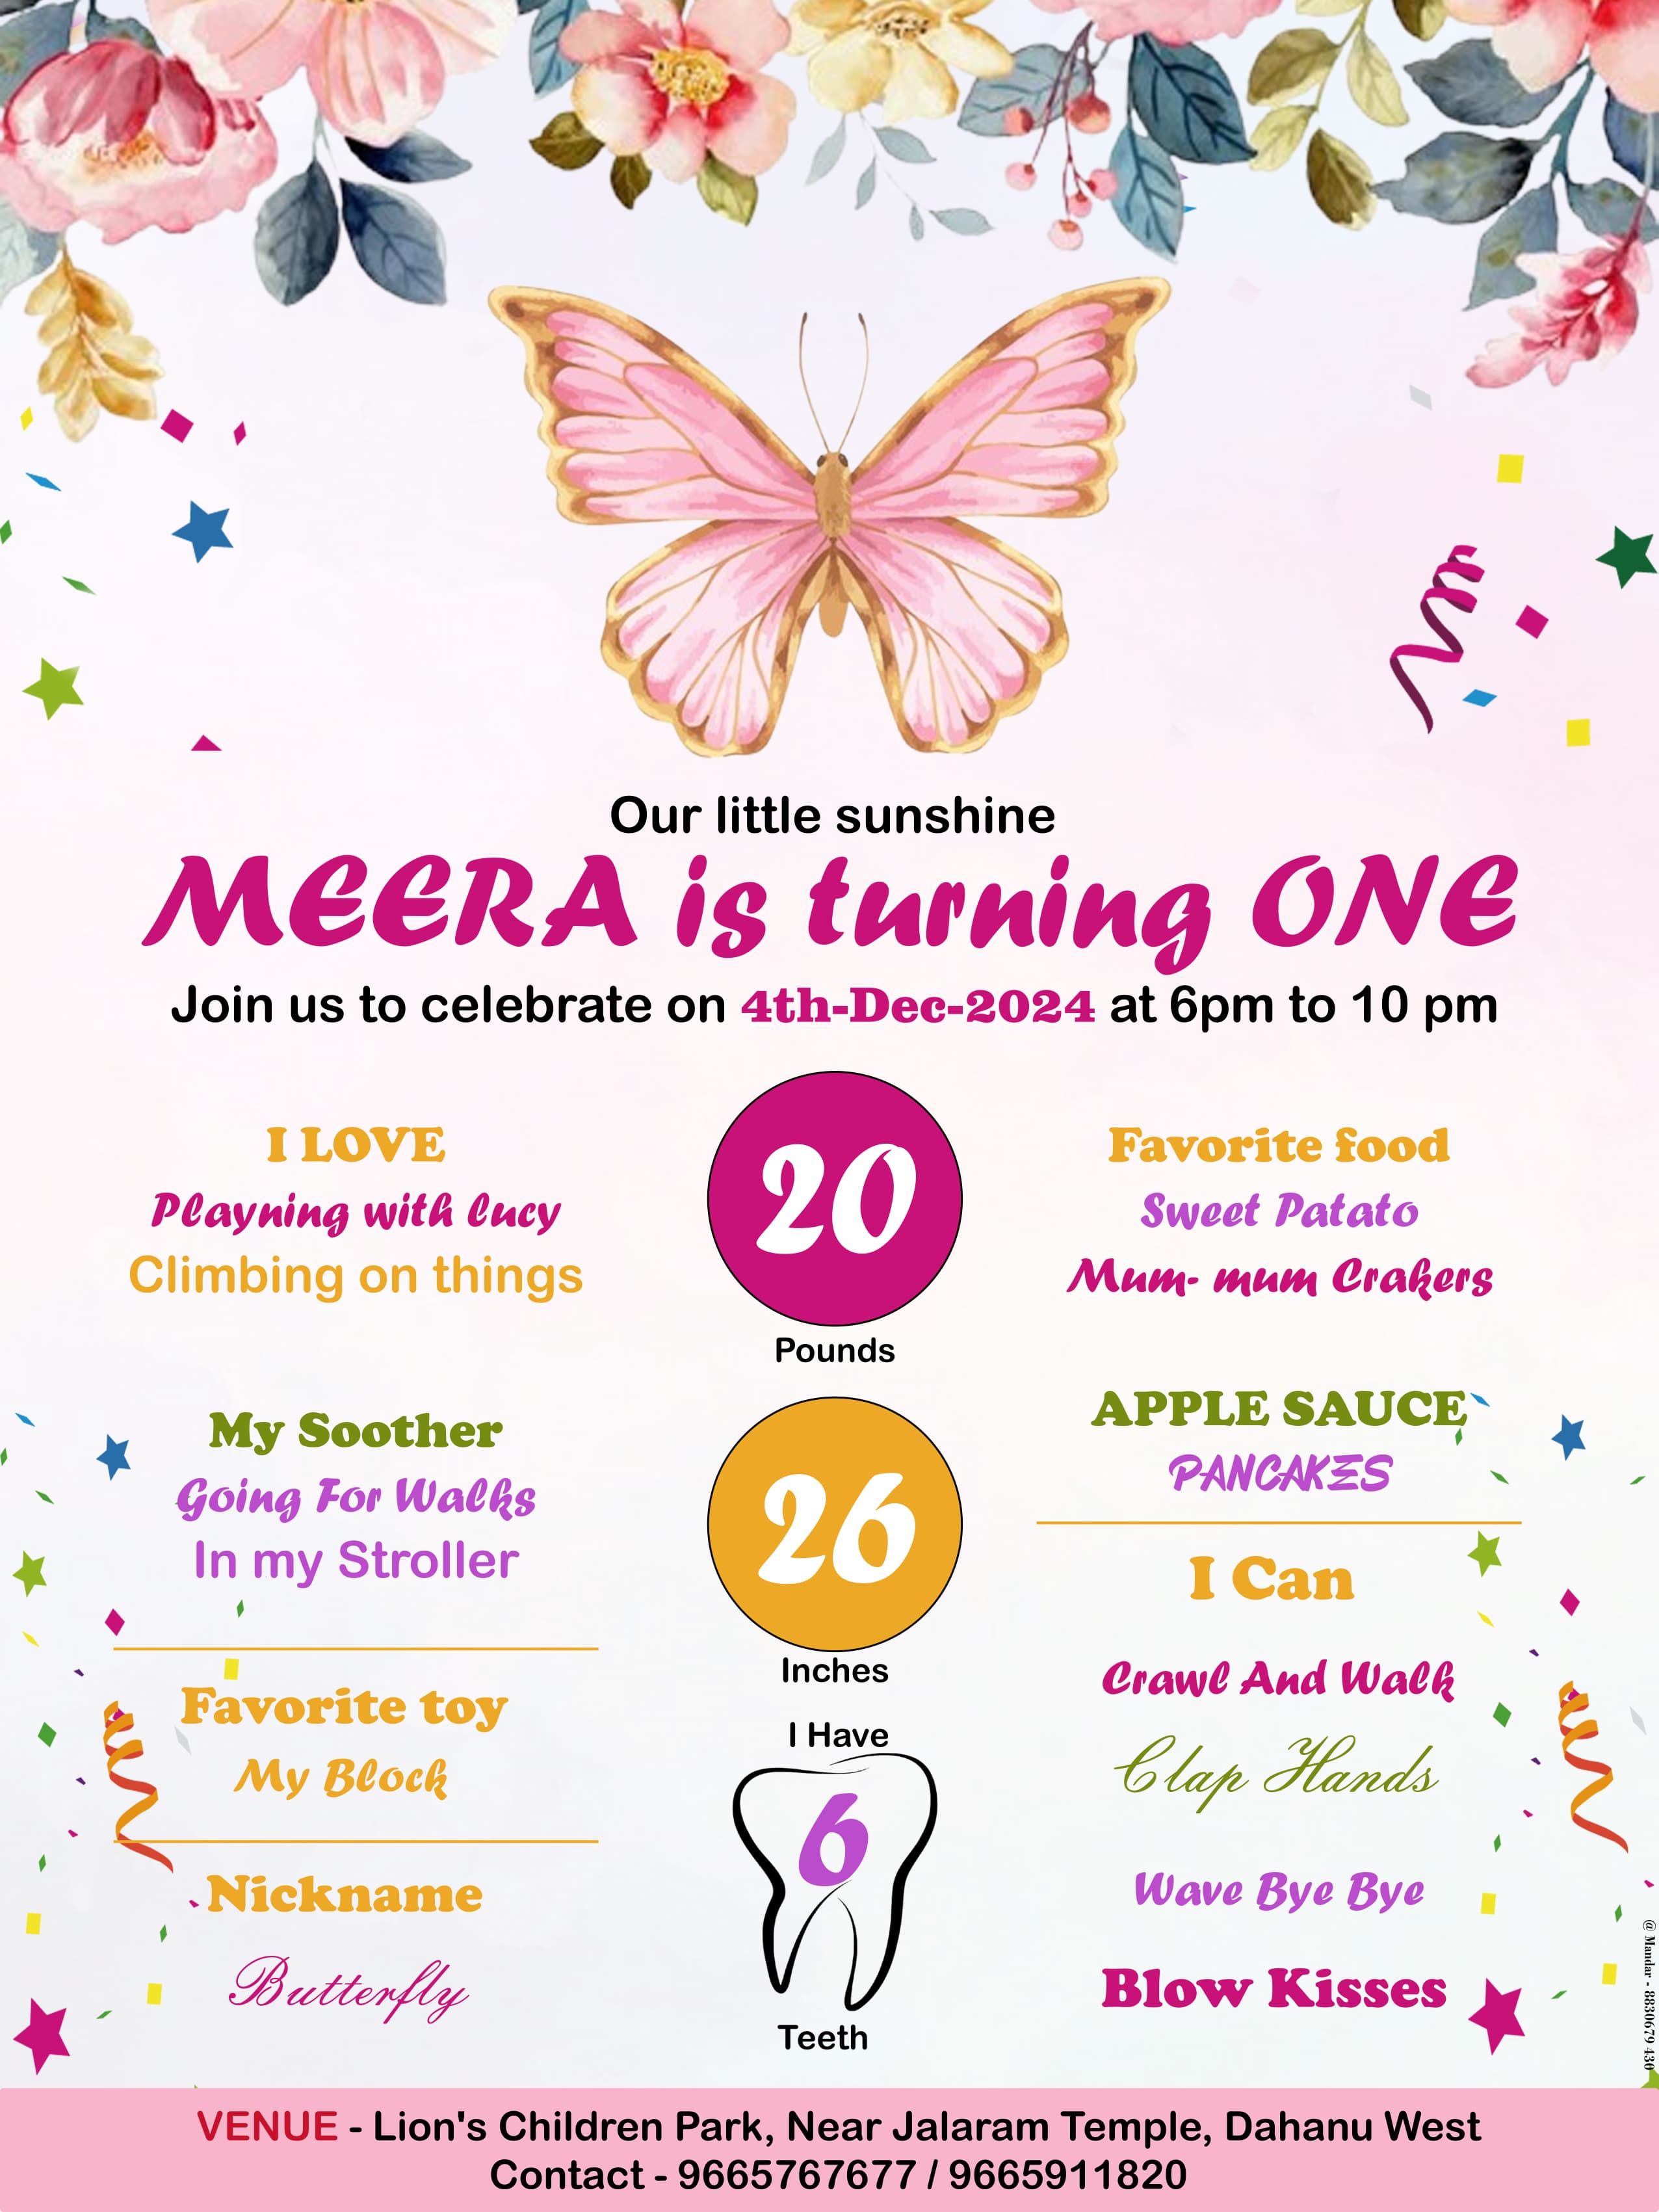 Our little sunshine
MEERA is turning ONE
Join us to celebrate on 4th-Dec-2024 at 6pm to 10 pm
I LOVE
Playning with lucy
Climbing on things
My Soother
Going For Walks
In my Stroller
Favorite toy
My Block
Nickname
Butterfly
20
Pounds
26
Inches
I Have
6
Teeth
Favorite food
Sweet Patato
Mum- mum Crakers
APPLE SAUCE
PANCAKES
I Can
Crawl And Walk
Clap Hands
Wave Bye Bye
Blow Kisses
@ Mandar - 8830679 430
VENUE - Lion's Children Park, Near Jalaram Temple, Dahanu West
Contact - 9665767677 / 9665911820